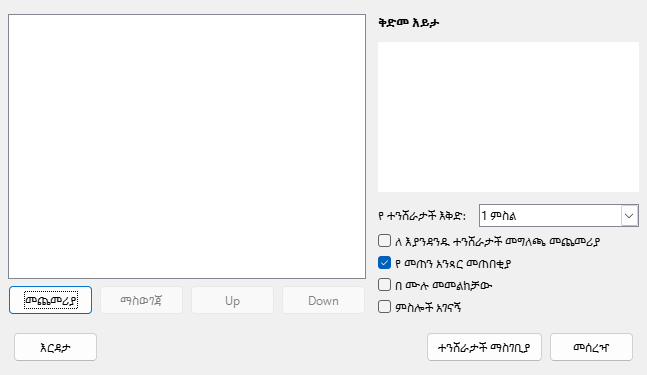 ቅድመ እይታ
የ ተንሸራታች እቅድ:
1 ምስል
ለ እያንዳንዱ ተንሸራታች መግለጫ መጨመሪያ
የ መጠን አንጻር መጠበቂያ
በ ሙሉ መመልከቻው
ምስሎች አገናኝ
መጨመሪያ
ማስወገጃ
Up
Down
እርዳታ
ተንሸራታች ማስገቢያ
መሰረዣ